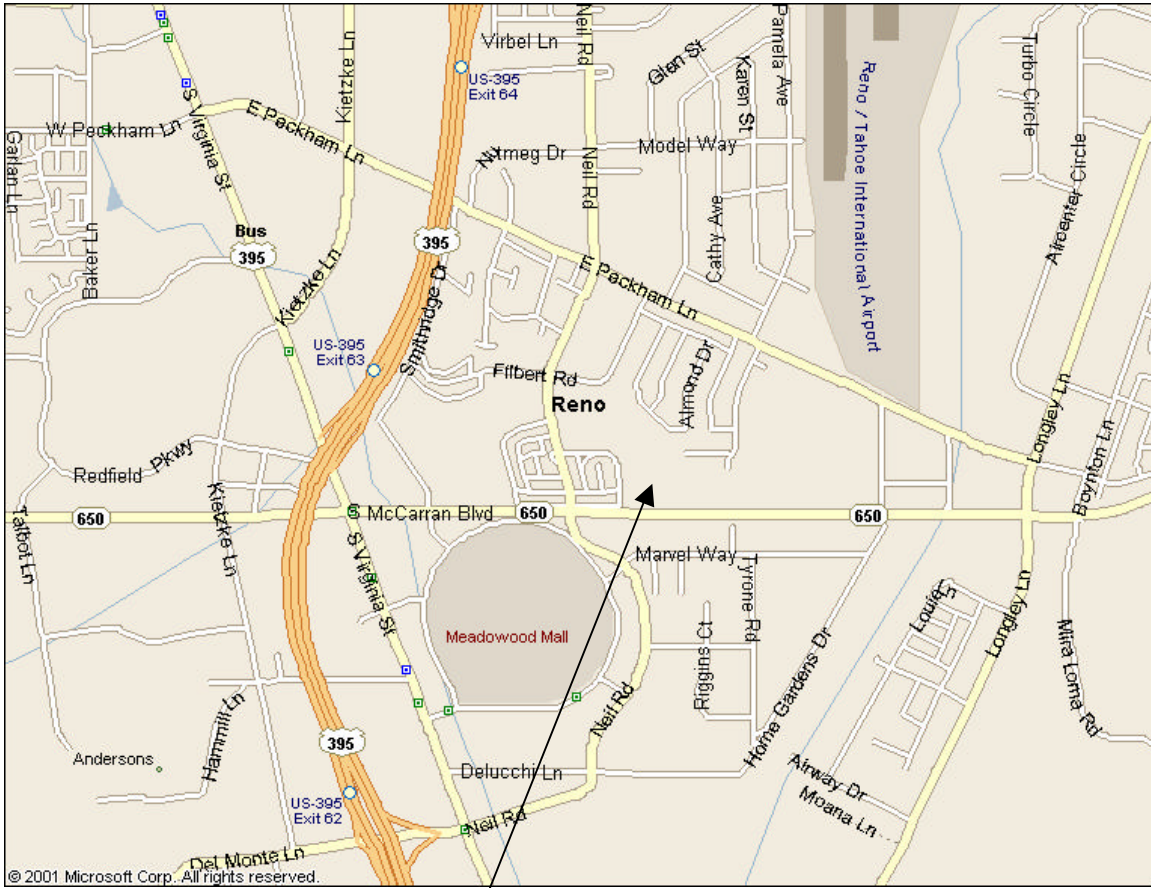 Virbel Ln
Neil Rd
Glen St
Karen St
Pamela Ave
Turbo Circle
Kietzke Ln
US-395
Exit 64
Reno / Tahoe International Airport
S Virginia St
E Peckham Ln
W Peckham Ln
Garlan Ln
Nutmeg Dr
Neil Rd
Model Way
Aircenter Circle
Baker Ln
Bus
395
395
Kietzke Ln
Smithridge Dr
Cathy Ave
E Packham Ln
US-395
Exit 63
Filbert Rd
Almond Dr
Reno
Longley Ln
Boynton Ln
Redfield Pkwy
Kietzke Ln
Talbot Ln
650
S McCarran Blvd
650
650
S Virginia St
Marvel Way
Tyrone Rd
Louie Ln
Longley Ln
Meadowood Mall
Riggins Ct
Home Gardens Dr
Mira Loma Rd
Neil Rd
395
Hammill Ln
Andersons
Delucchi Ln
Airway Dr
Moana Ln
US-395
Exit 62
Neil Rd
Del Monte Ln
© 2001 Microsoft Corp. All rights reserved.